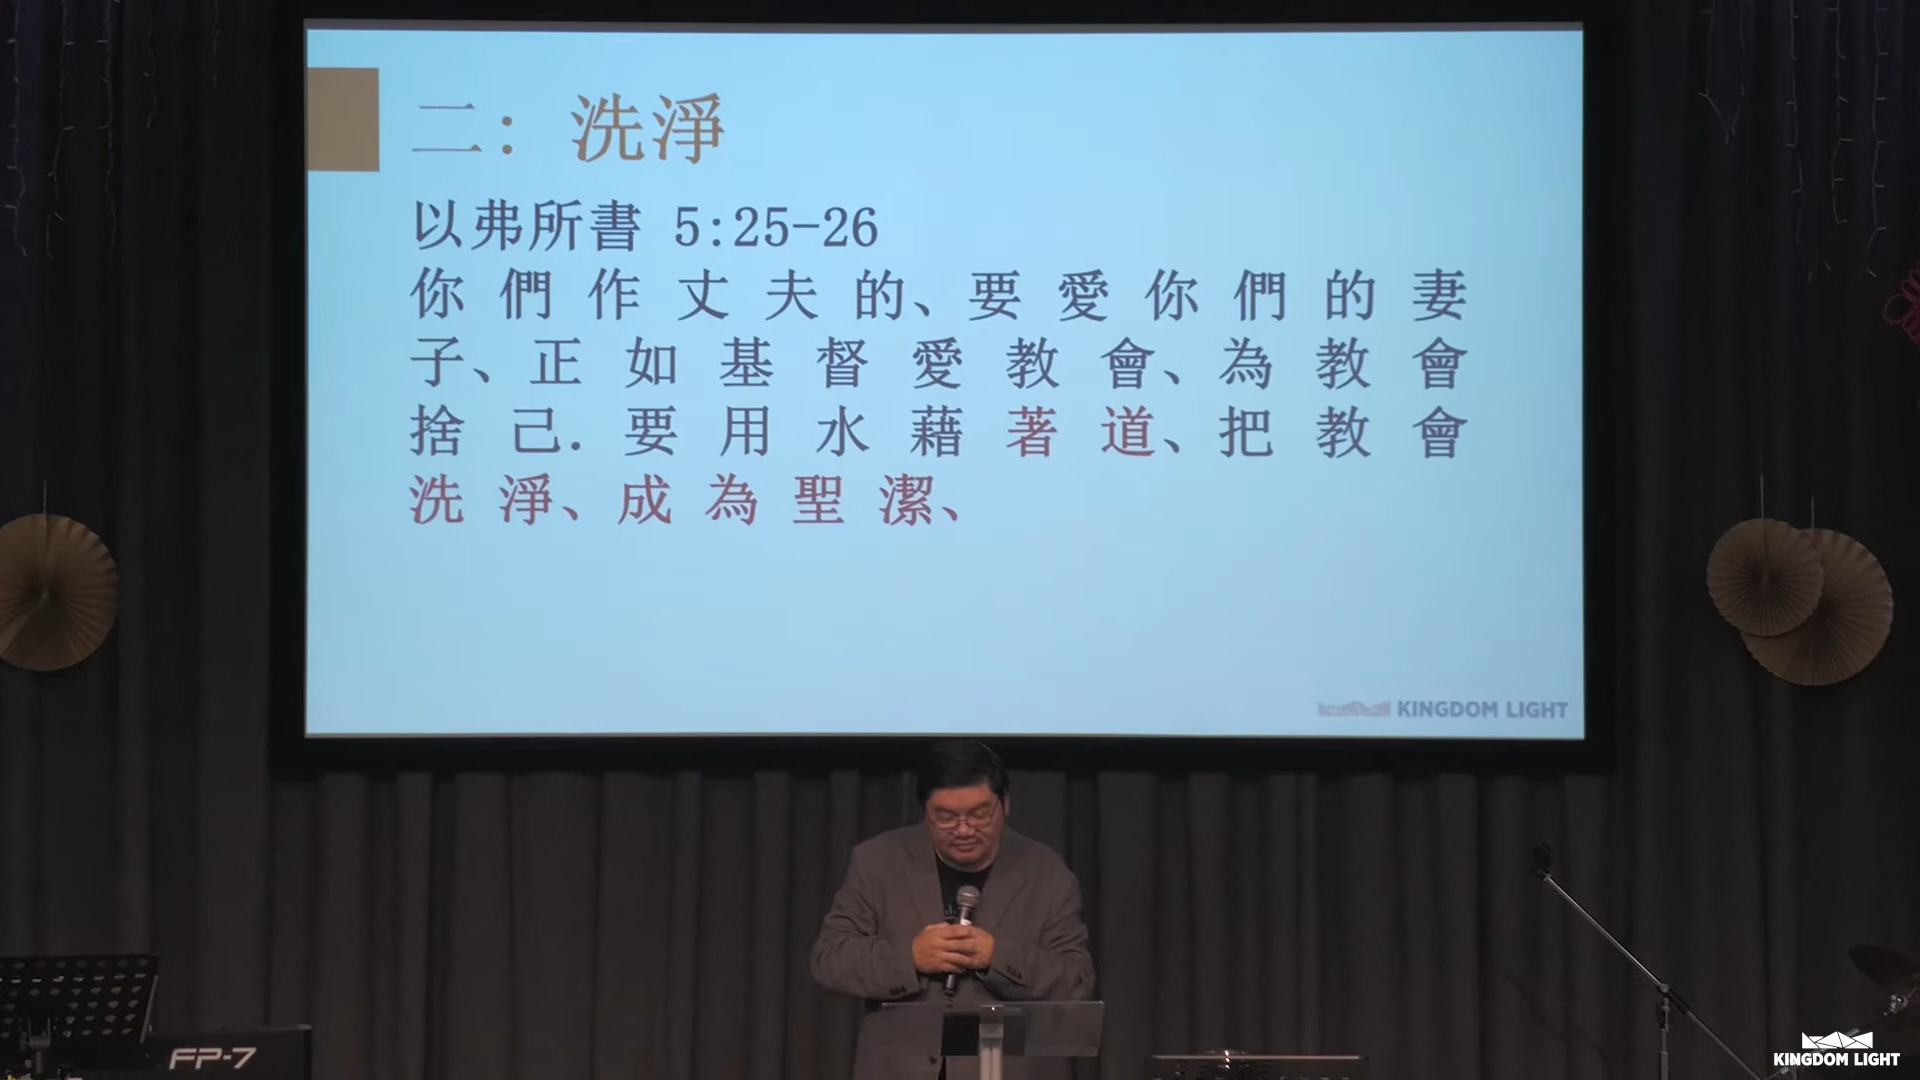 二：洗淨
以弗所書 5:25-26
你們作丈夫的、要愛你們的妻
子、正如基督愛教會、為教會
捨己.要用水藉著道、把教會
洗淨、成為聖潔、
KINGDOM LIGHT
FP-7
KINGDOM LIGHT